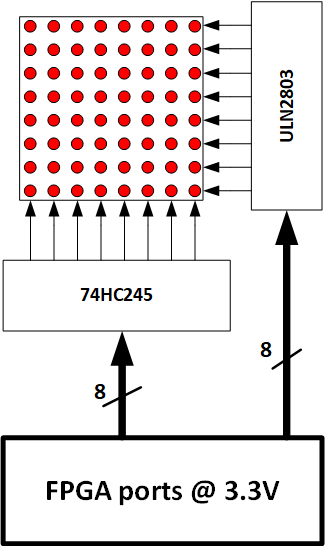 ULN2803
74HC245
8
8
FPGA ports @ 3.3V